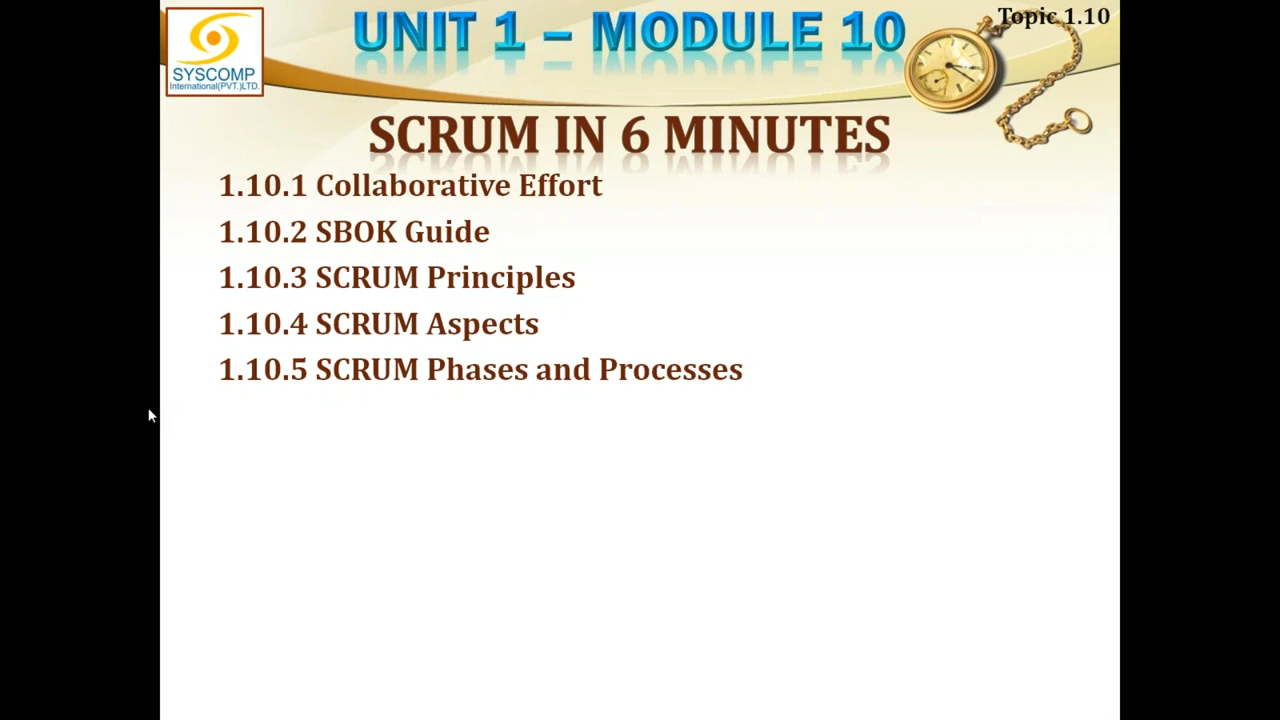 SYSCOMP
International(PVT.)LTD.
UNIT 1 – MODULE 10
Topic 1.10
SCRUM IN 6 MINUTES
1.10.1 Collaborative Effort
1.10.2 SBOK Guide
1.10.3 SCRUM Principles
1.10.4 SCRUM Aspects
1.10.5 SCRUM Phases and Processes